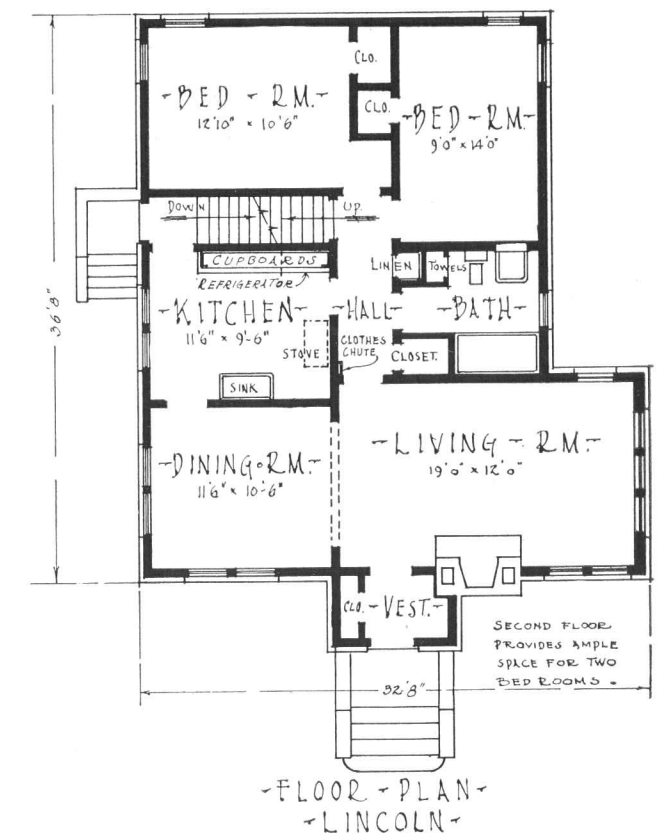 CLO.
BED - RM.
12'10" × 10'6"
CLO.
BED - RM.
9'0" × 14'0"
DOWN
UP.
CUPBOARDS
REFRIGERATOR
LINEN
TOWELS
KITCHEN
11'6" × 9'-6"
HALL
BATH
STOVE
CLOTHES
CHUTE
CLOSET.
SINK
36'8"
DINING-RM.
11'6" × 10'-6"
LIVING - RM.
19'0" × 12'0"
CLO.
VEST.
SECOND FLOOR
PROVIDES AMPLE
SPACE FOR TWO
BED ROOMS.
32'8"
-FLOOR - PLAN-
-LINCOLN-